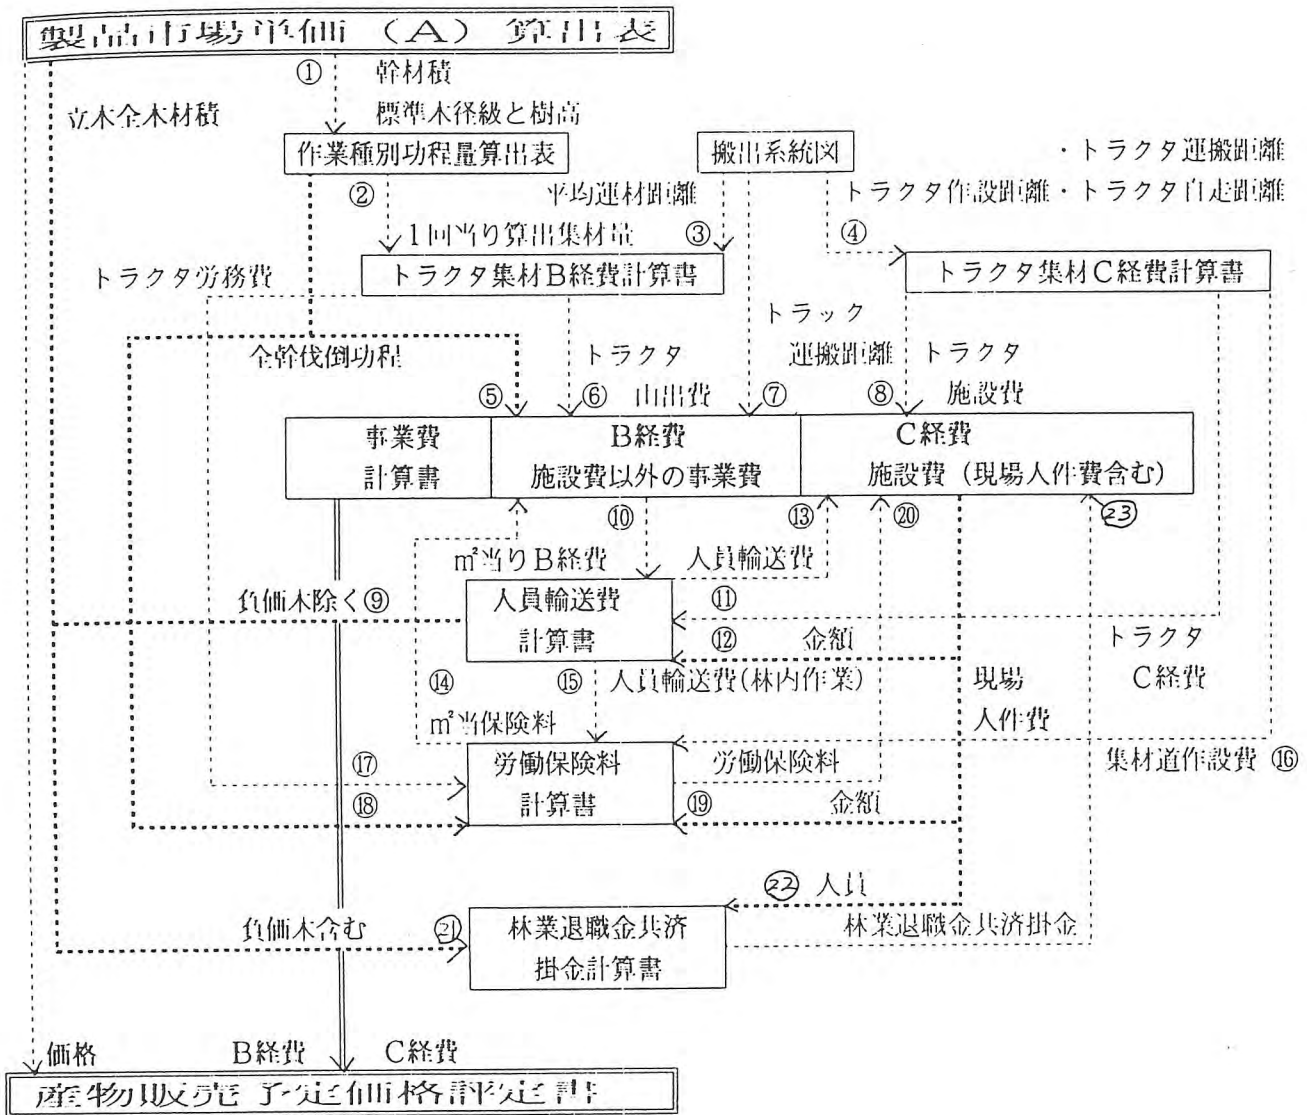 製品市場単価（A）算出表
① 幹材積
立木全木材積 標準木径級と樹高
作業種別功程量算出表 搬出系統図 ・トラクタ運搬距離
② 平均運材距離 トラクタ作設距離・トラクタ自走距離
1回当り算出集材量 ③ ④
トラクタ労務費 トラクタ集材B経費計算書 トラクタ集材C経費計算書
トラック
全幹伐倒功程 トラクタ 運搬距離 トラクタ
⑤ ⑥ 山出費 ⑦ ⑧ 施設費
事業費 B経費 C経費
計算書 施設費以外の事業費 施設費（現場人件費含む）
⑩ ⑬ ⑳ ㉓
m²当りB経費 人員輸送費
負価木除く⑨ 人員輸送費 ⑪
計算書 ⑫ 金額 トラクタ
⑭ ⑮ 人員輸送費(林内作業) 現場 C経費
m²当保険料 人件費
⑰ 労働保険料 労働保険料 集材道作設費 ⑯
⑱ 計算書 ⑲ 金額
㉒ 人員
負価木含む ㉑ 林業退職金共済 林業退職金共済掛金
掛金計算書
価格 B経費 C経費
産物販売予定価格評定書